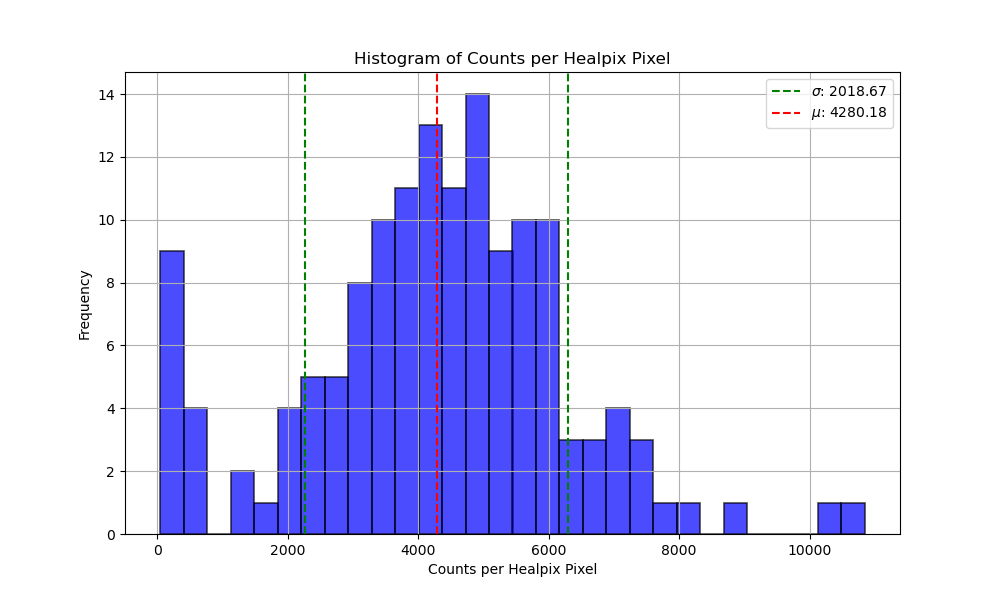 Histogram of Counts per Healpix Pixel
σ: 2018.67
μ: 4280.18
14
12
10
8
6
4
2
0
Frequency
0 2000 4000 6000 8000 10000
Counts per Healpix Pixel